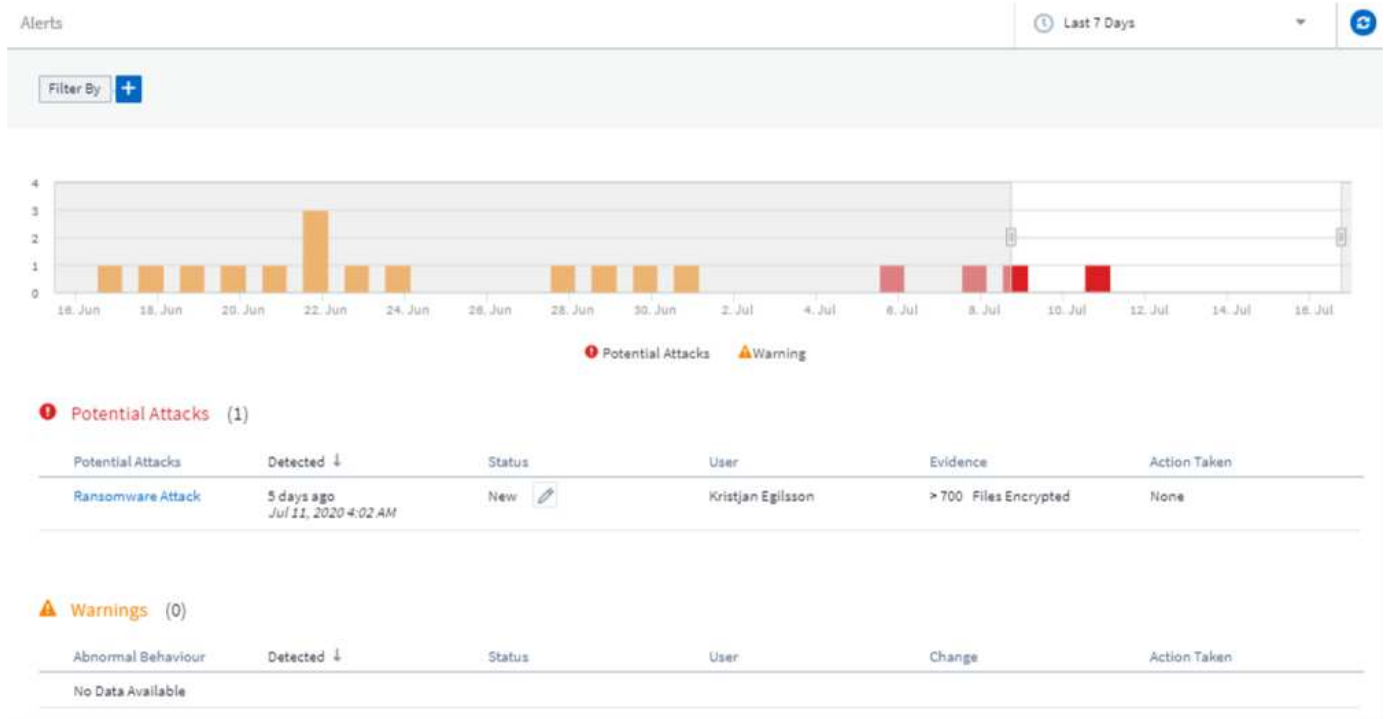 Alerts
Last 7 Days
Filter By +
4
3
2
1
0
16. Jun 18. Jun 20. Jun 22. Jun 24. Jun 26. Jun 28. Jun 30. Jun 2. Jul 4. Jul 6. Jul 8. Jul 10. Jul 12. Jul 14. Jul 16. Jul
Potential Attacks Warning
Potential Attacks (1)
Potential Attacks Detected ↓ Status User Evidence Action Taken
Ransomware Attack 5 days ago New Kristjan Egilsson > 700 Files Encrypted None
Jul 11, 2020 4:02 AM
Warnings (0)
Abnormal Behaviour Detected ↓ Status User Change Action Taken
No Data Available